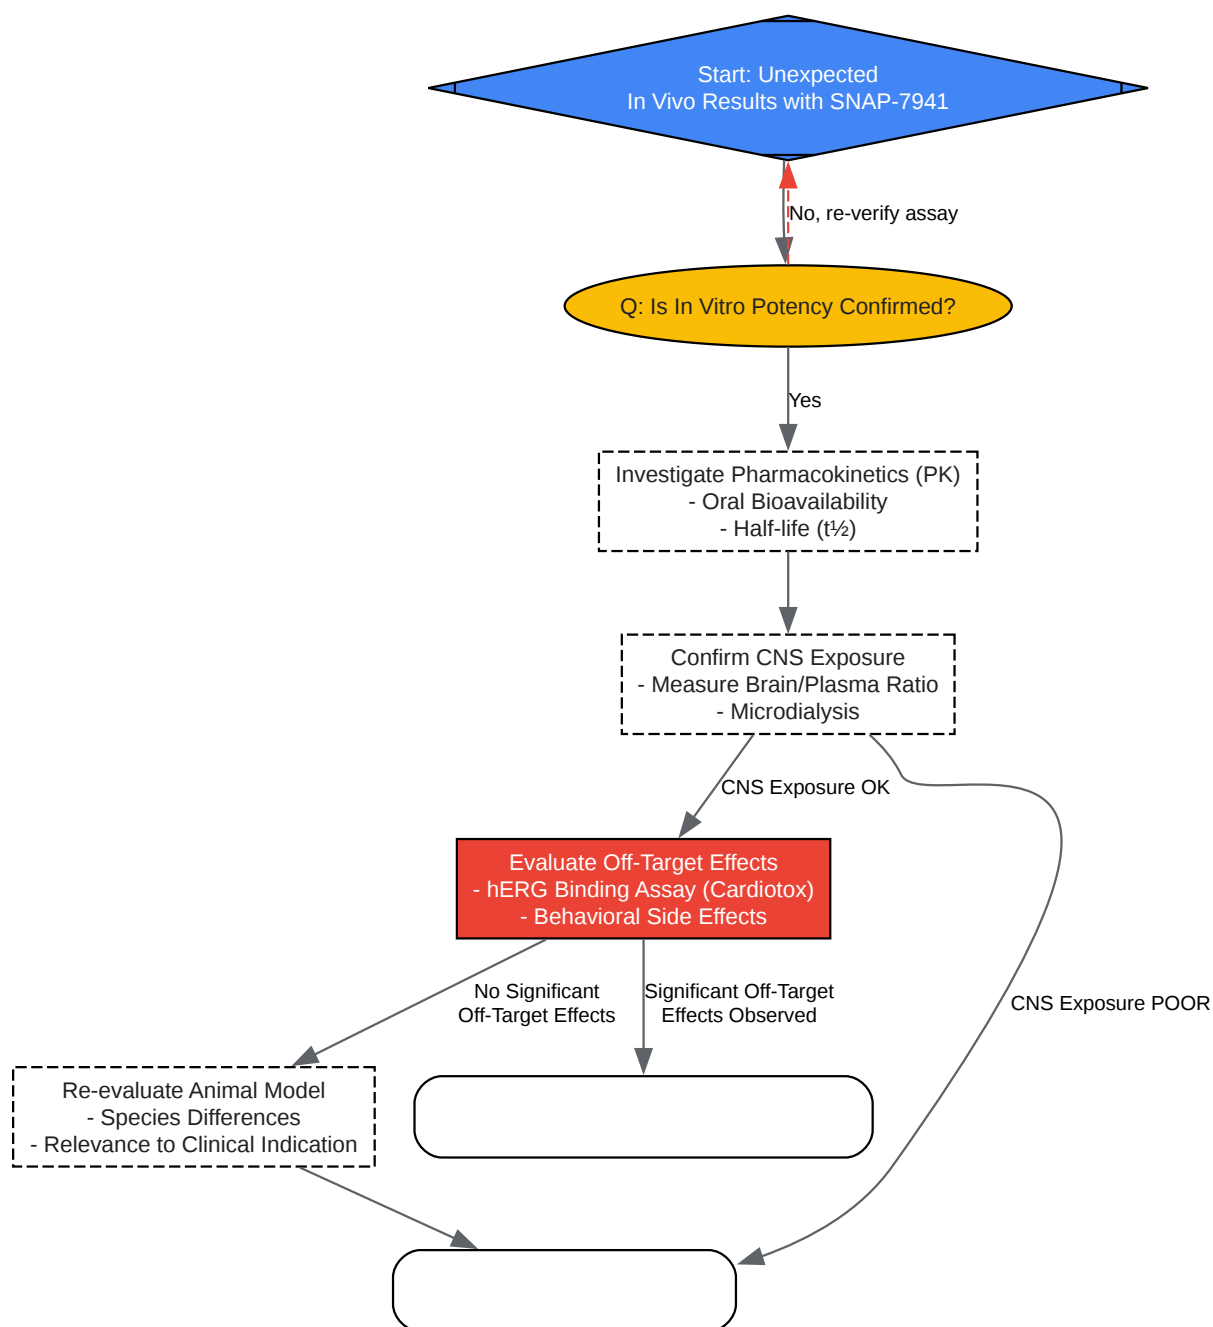 Start: Unexpected
In Vivo Results with SNAP-7941
No, re-verify assay
Q: Is In Vitro Potency Confirmed?
Yes
Investigate Pharmacokinetics (PK)
- Oral Bioavailability
- Half-life (t½)
Confirm CNS Exposure
- Measure Brain/Plasma Ratio
- Microdialysis
CNS Exposure OK
Evaluate Off-Target Effects
- hERG Binding Assay (Cardiotox)
- Behavioral Side Effects
No Significant
Off-Target Effects
Significant Off-Target
Effects Observed
CNS Exposure POOR
Re-evaluate Animal Model
- Species Differences
- Relevance to Clinical Indication